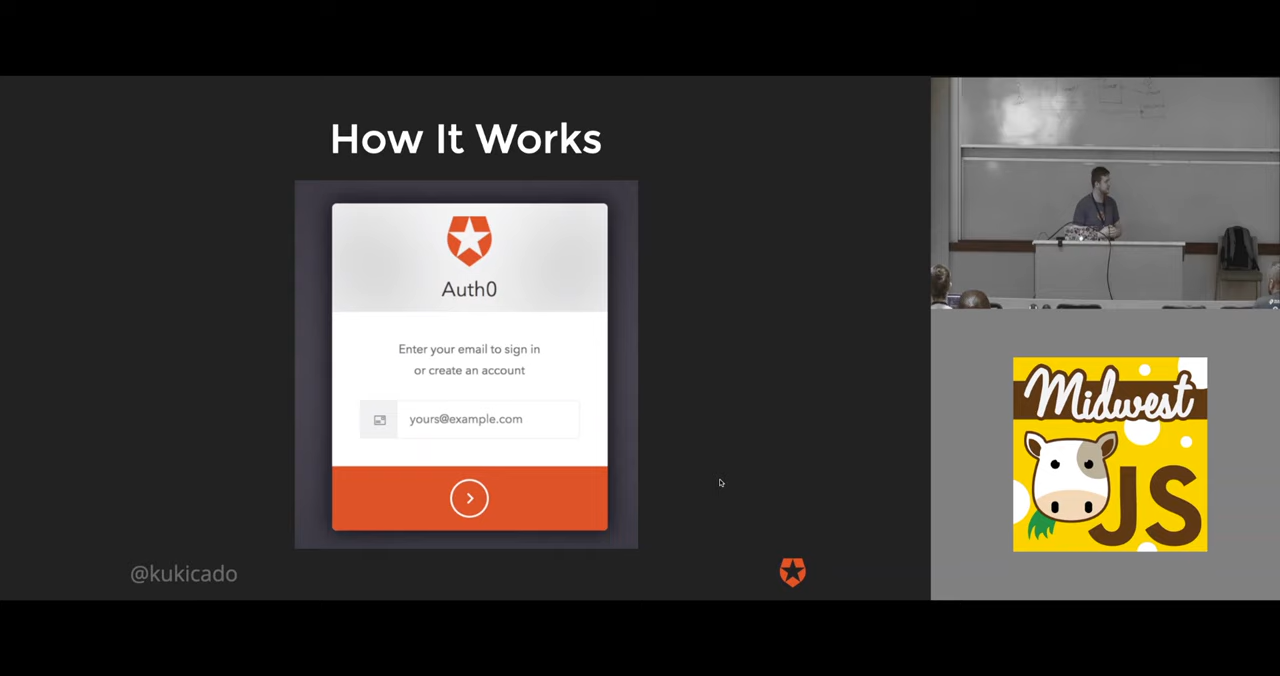 How It Works
Auth0
Enter your email to sign in
or create an account
yours@example.com
@kukicado
Midwest
JS